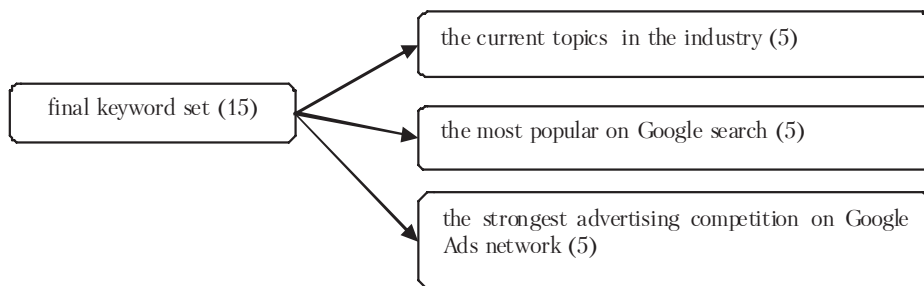 the current topics in the industry (5)
final keyword set (15)
the most popular on Google search (5)
the strongest advertising competition on Google
Ads network (5)